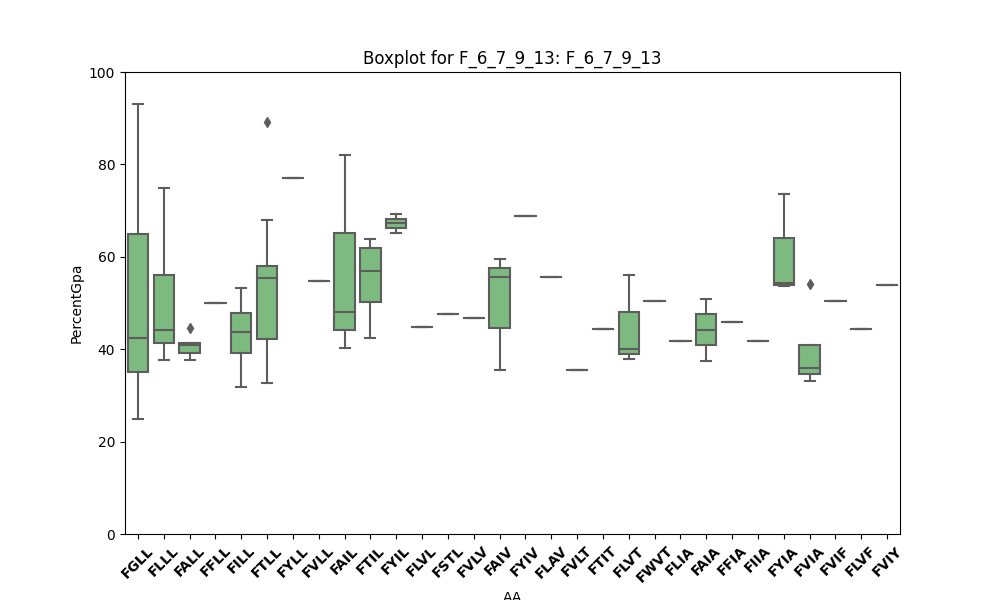 Boxplot for F_6_7_9_13: F_6_7_9_13
100
80
60
40
20
0
PercentGpa
FGLL FLLL FALL FFLL FILL FTLL FYLL FVLL FAIL FTIL FYIL FLVL FSTL FVLV FAIV FYIV FLAV FVLT FTIT FLVT FWVT FLIA FAIA FFIA FIIA FYIA FVIA FVIF FLVF FVIY
AA